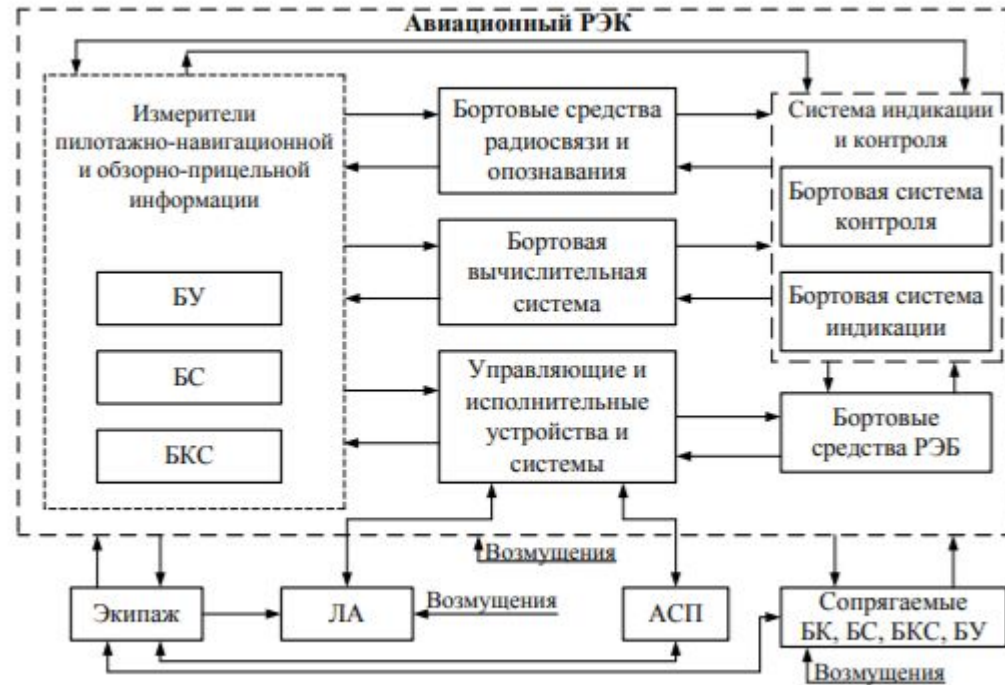 Авиационный РЭК
Измерители
пилотажно-навигационной
и обзорно-прицельной
информации
БУ
БС
БКС
Бортовые средства
радиосвязи и
опознавания
Бортовая
вычислительная
система
Управляющие и
исполнительные
устройства и
системы
Система индикации
и контроля
Бортовая система
контроля
Бортовая система
индикации
Бортовые
средства РЭБ
Возмущения
Экипаж
ЛА
Возмущения
АСП
Сопрягаемые
БК, БС, БКС, БУ
Возмущения